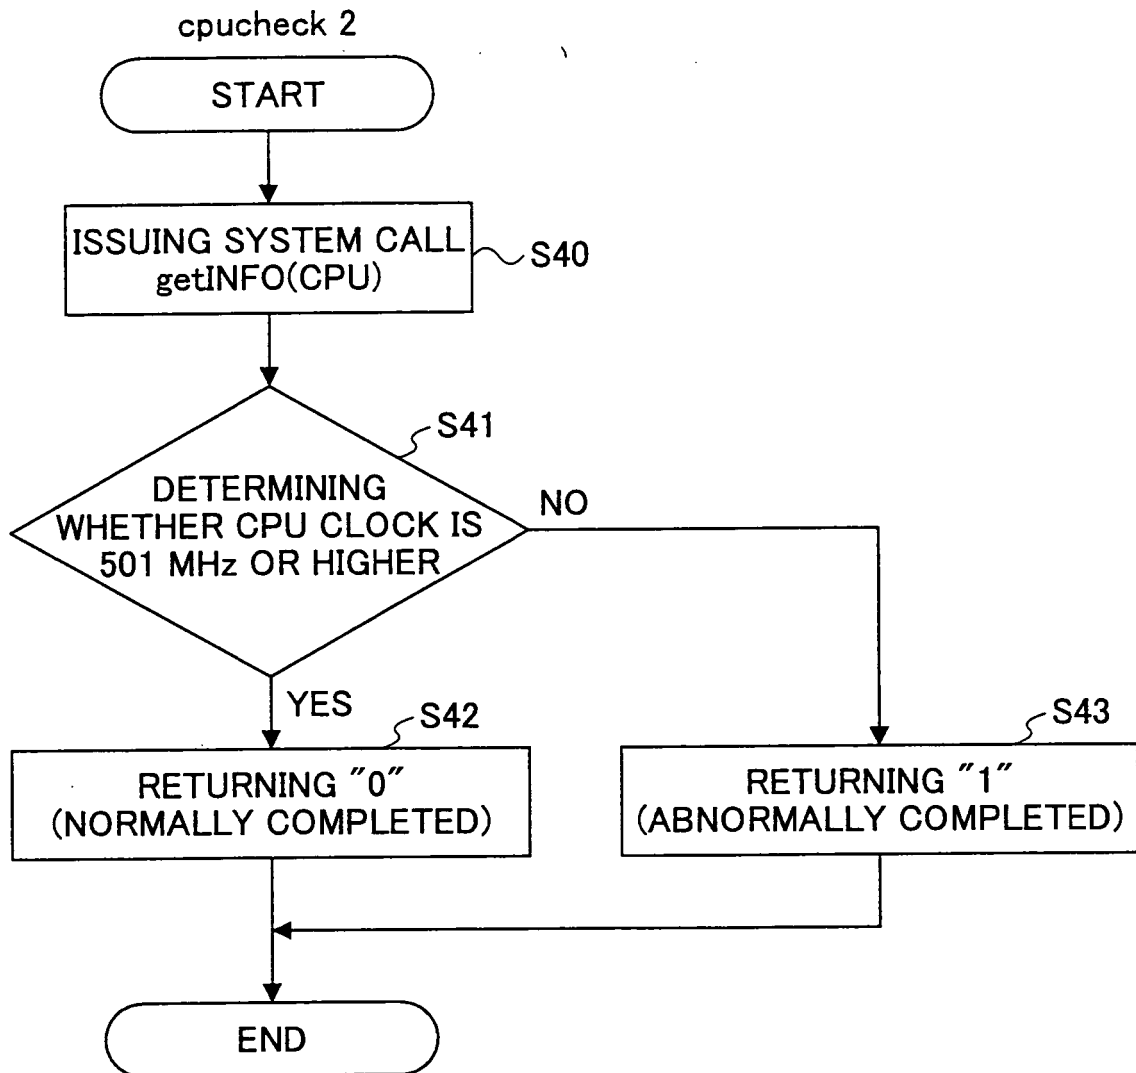 cpucheck 2
START
ISSUING SYSTEM CALL
getINFO(CPU)
S40
S41
DETERMINING
WHETHER CPU CLOCK IS
501 MHz OR HIGHER
NO
YES
S42
RETURNING "0"
(NORMALLY COMPLETED)
S43
RETURNING "1"
(ABNORMALLY COMPLETED)
END